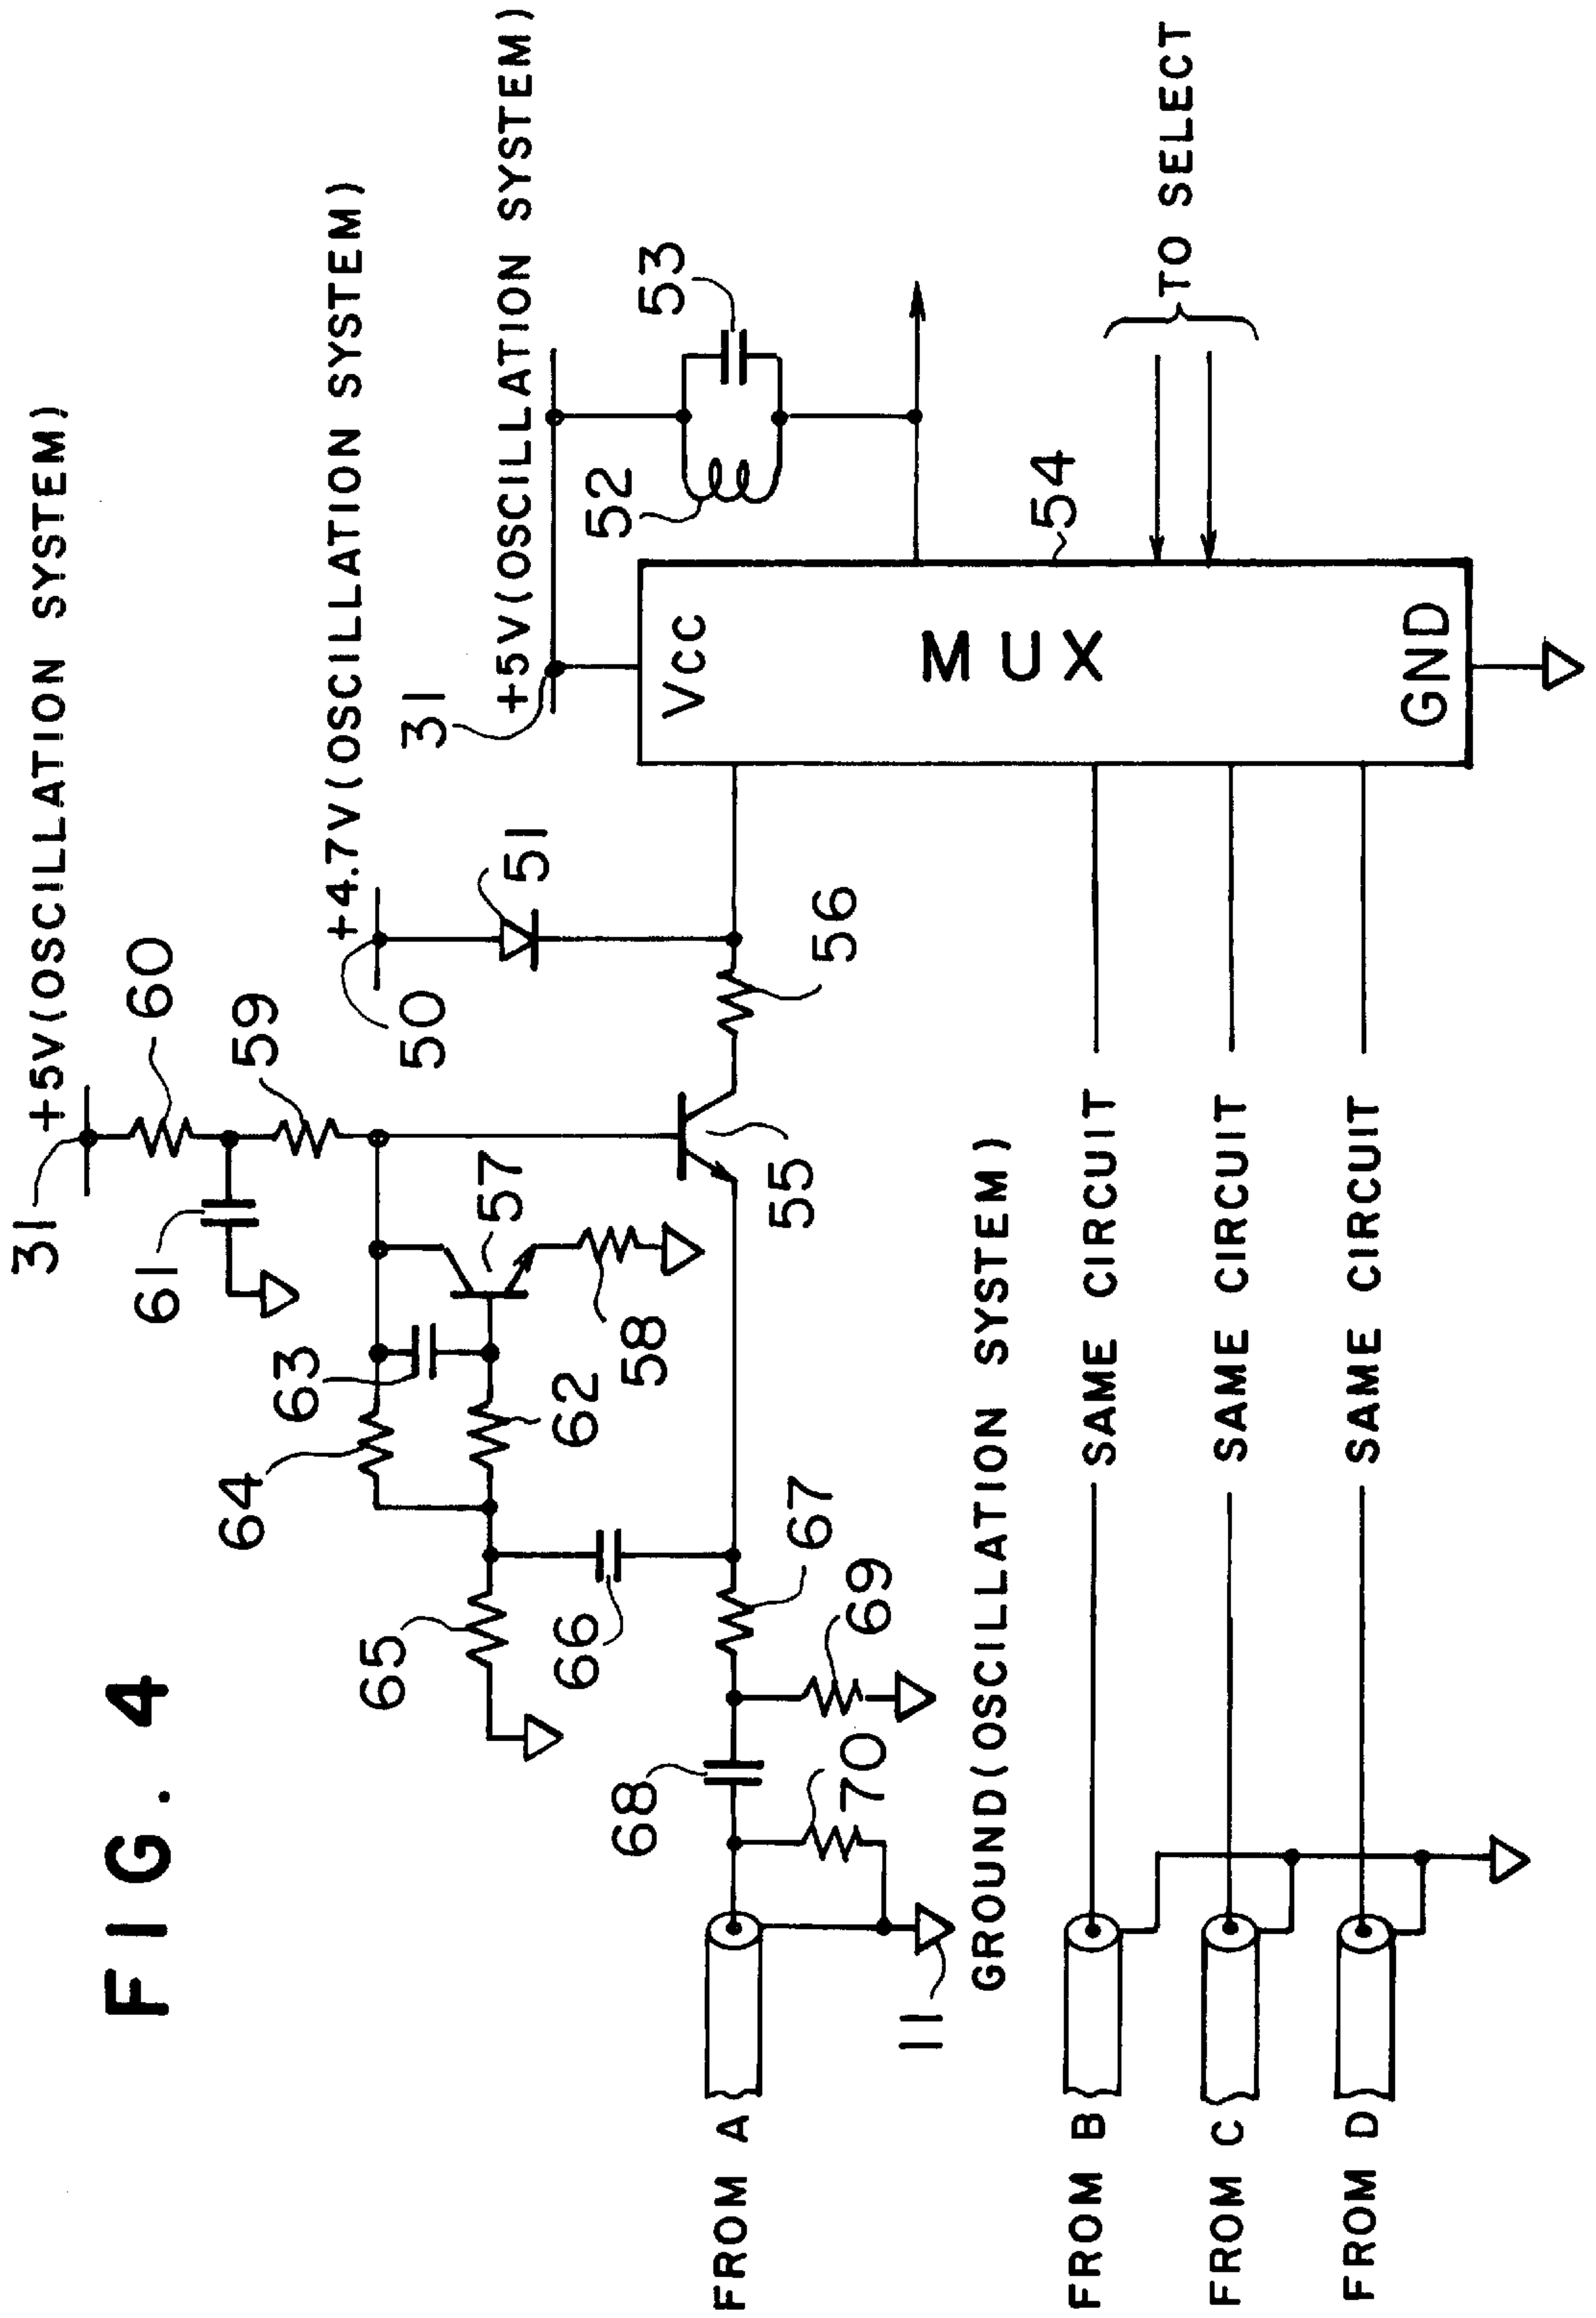 FIG. 4
+5V(OSCILLATION SYSTEM)
31
60
61
59
+4.7V(OSCILLATION SYSTEM)
50
51
+5V(OSCILLATION SYSTEM)
31
63
57
64
62
58
65
66
55
56
52
53
67
68
69
70
11
GROUND(OSCILLATION SYSTEM)
54
Vcc
MUX
GND
TO SELECT
FROM A
FROM B
SAME CIRCUIT
FROM C
SAME CIRCUIT
FROM D
SAME CIRCUIT